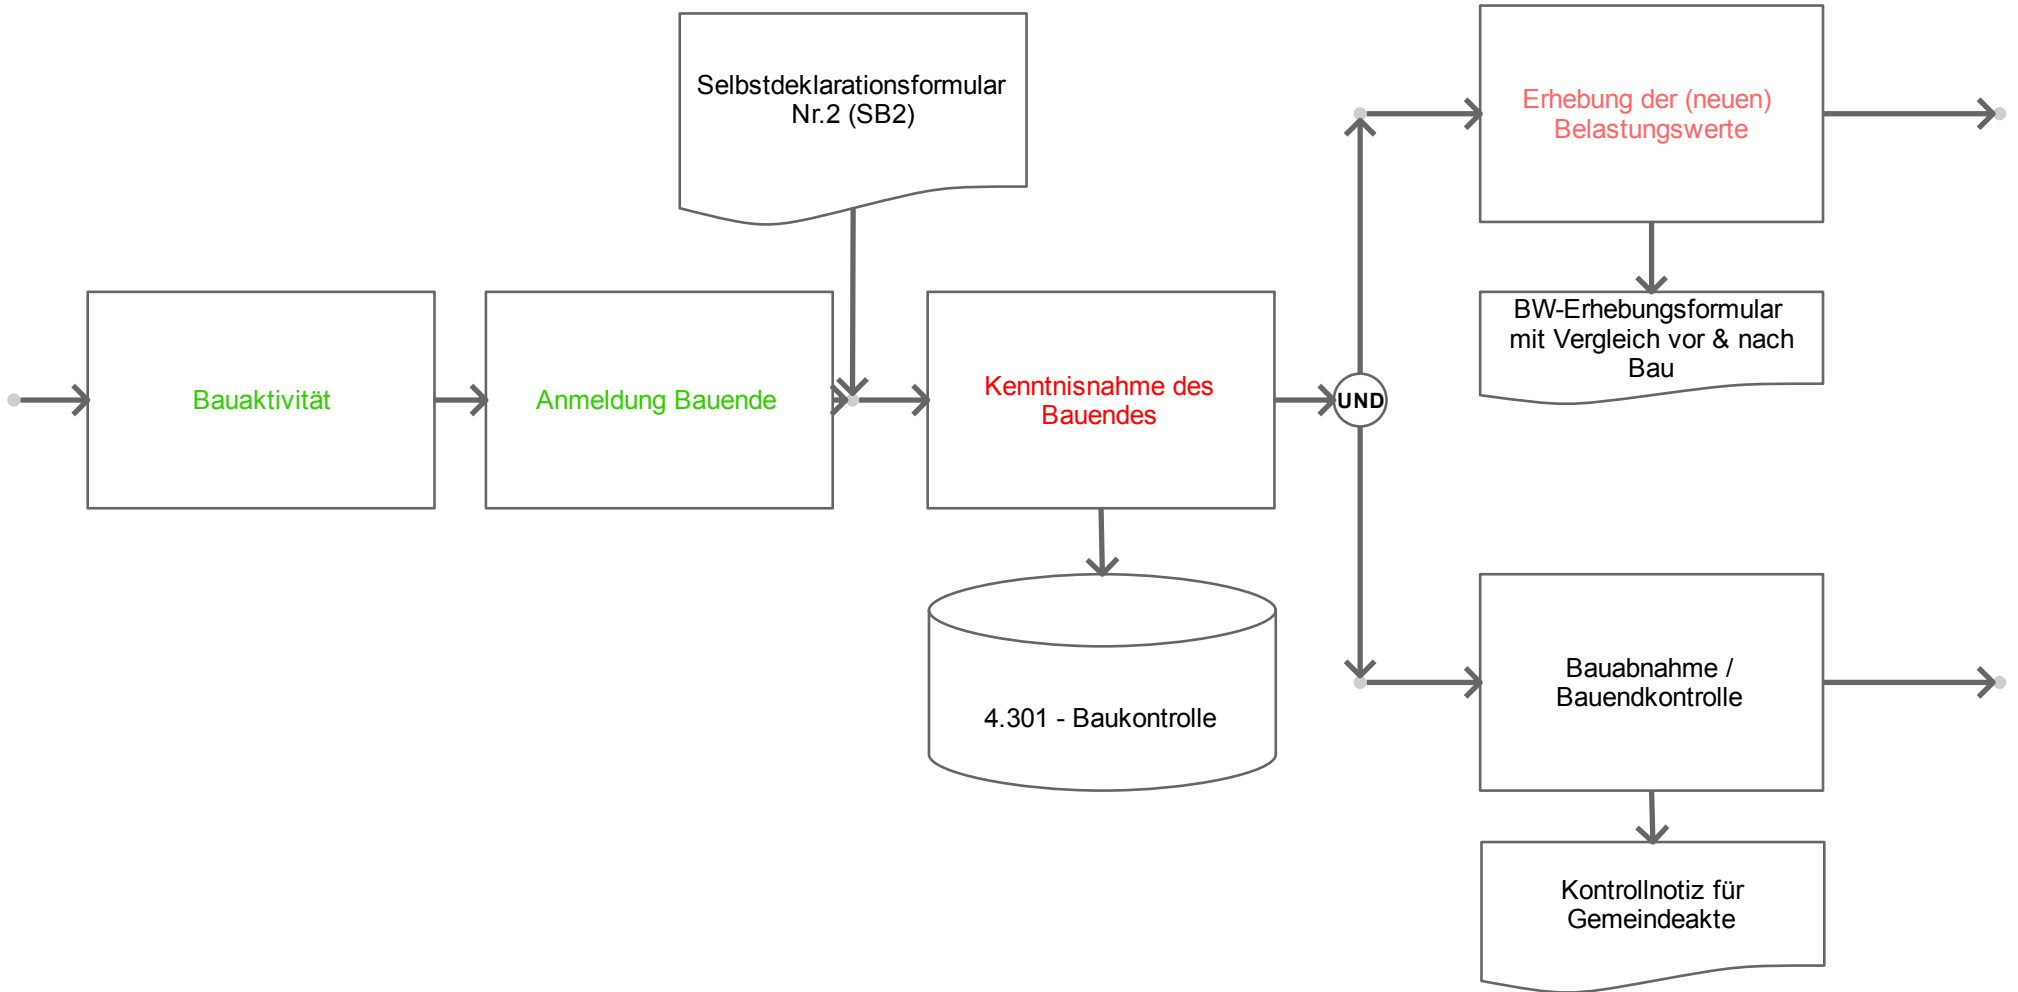 Selbstdeklarationsformular
Nr.2 (SB2)
Erhebung der (neuen)
Belastungswerte
BW-Erhebungsformular
mit Vergleich vor & nach
Bau
Bauaktivität
Anmeldung Bauende
Kenntnisnahme des
Bauendes
UND
4.301 - Baukontrolle
Bauabnahme /
Bauendkontrolle
Kontrollnotiz für
Gemeindeakte